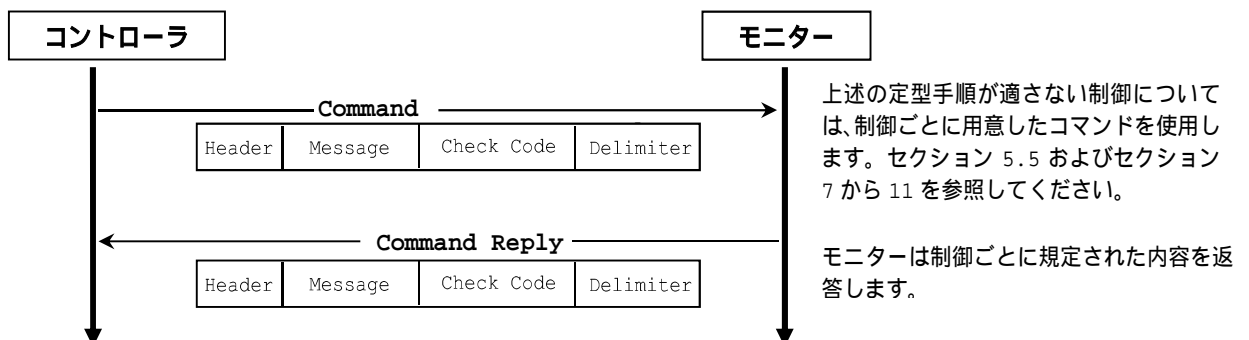 コントローラ
モニター
Command
Header Message Check Code Delimiter
Command Reply
Header Message Check Code Delimiter
上述の定型手順が適さない制御について
は、制御ごとに用意したコマンドを使用し
ます。セクション 5.5 およびセクション
7 から 11 を参照してください。
モニターは制御ごとに規定された内容を返
答します。